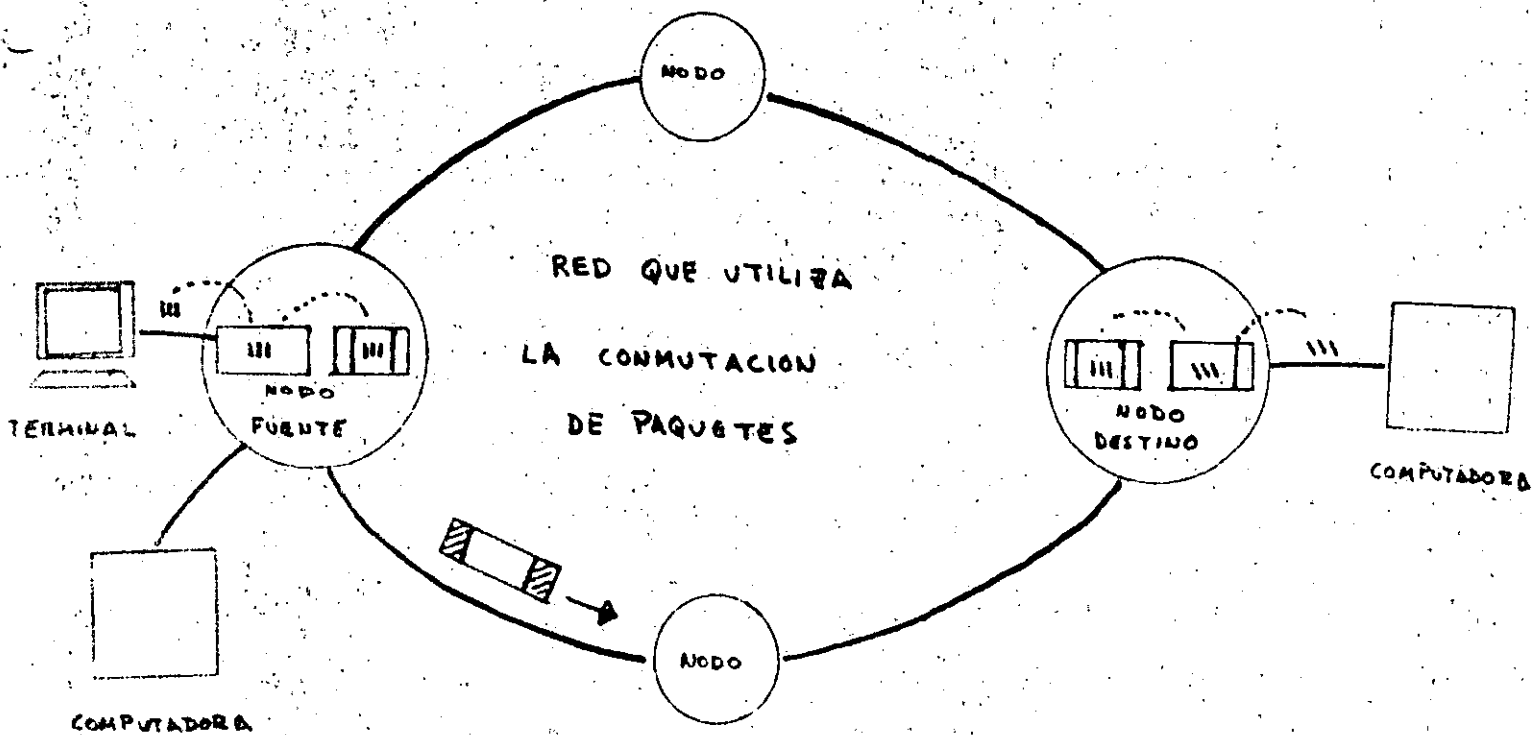 NODO
RED QUE UTILIZA
LA CONMUTACION
DE PAQUETES
NODO
FUENTE
TERMINAL
NODO
DESTINO
COMPUTADORA
NODO
COMPUTADORA